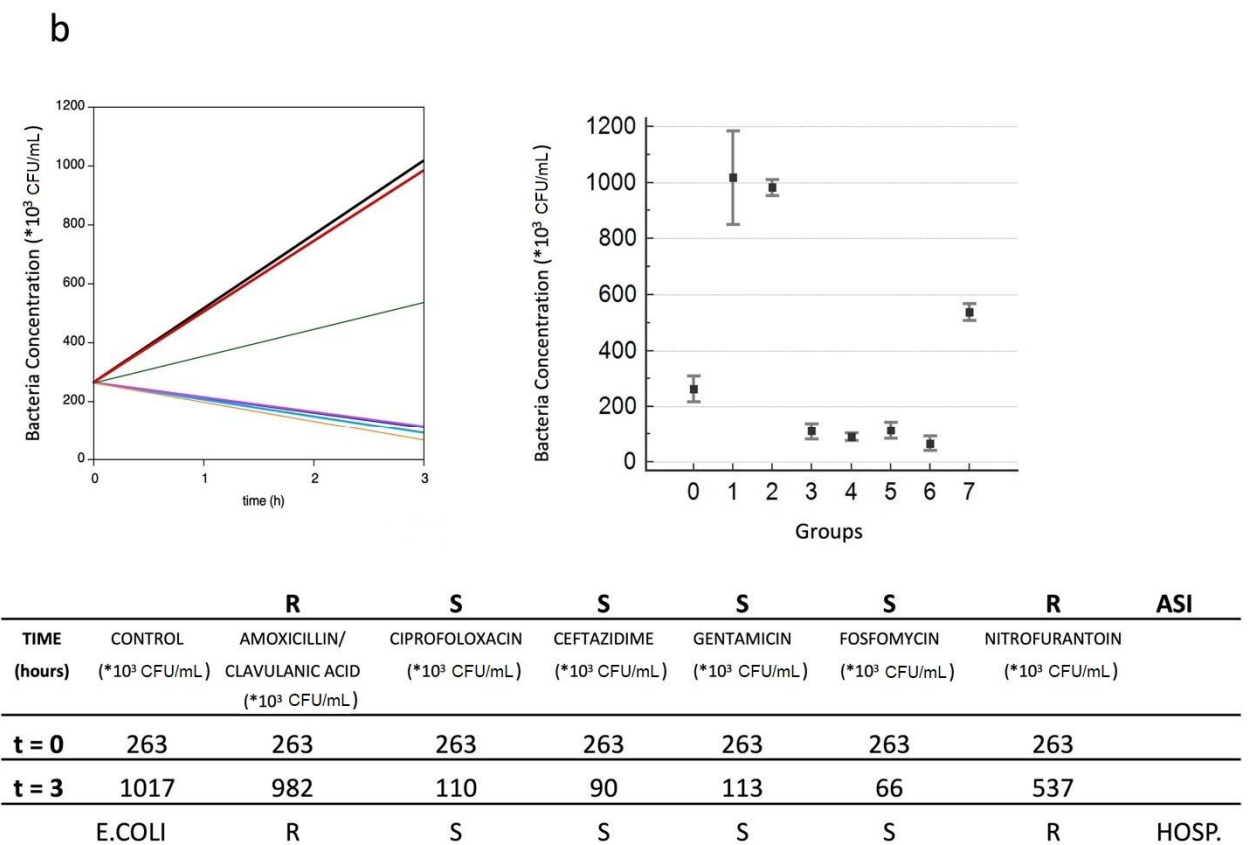 b
1200
1000
800
600
400
200
0
Bacteria Concentration (*10³ CFU/mL)
0 1 2 3
time (h)
1200
1000
800
600
400
200
0
Bacteria Concentration (*10³ CFU/mL)
0 1 2 3 4 5 6 7
Groups
R S S S S R ASI
TIME CONTROL AMOXICILLIN/ CIPROFOLOXACIN CEFTAZIDIME GENTAMICIN FOSFOMYCIN NITROFURANTOIN
(hours) (*10³ CFU/mL) CLAVULANIC ACID (*10³ CFU/mL) (*10³ CFU/mL) (*10³ CFU/mL) (*10³ CFU/mL) (*10³ CFU/mL)
(*10³ CFU/mL)
t = 0 263 263 263 263 263 263 263
t = 3 1017 982 110 90 113 66 537
E.COLI R S S S S R HOSP.